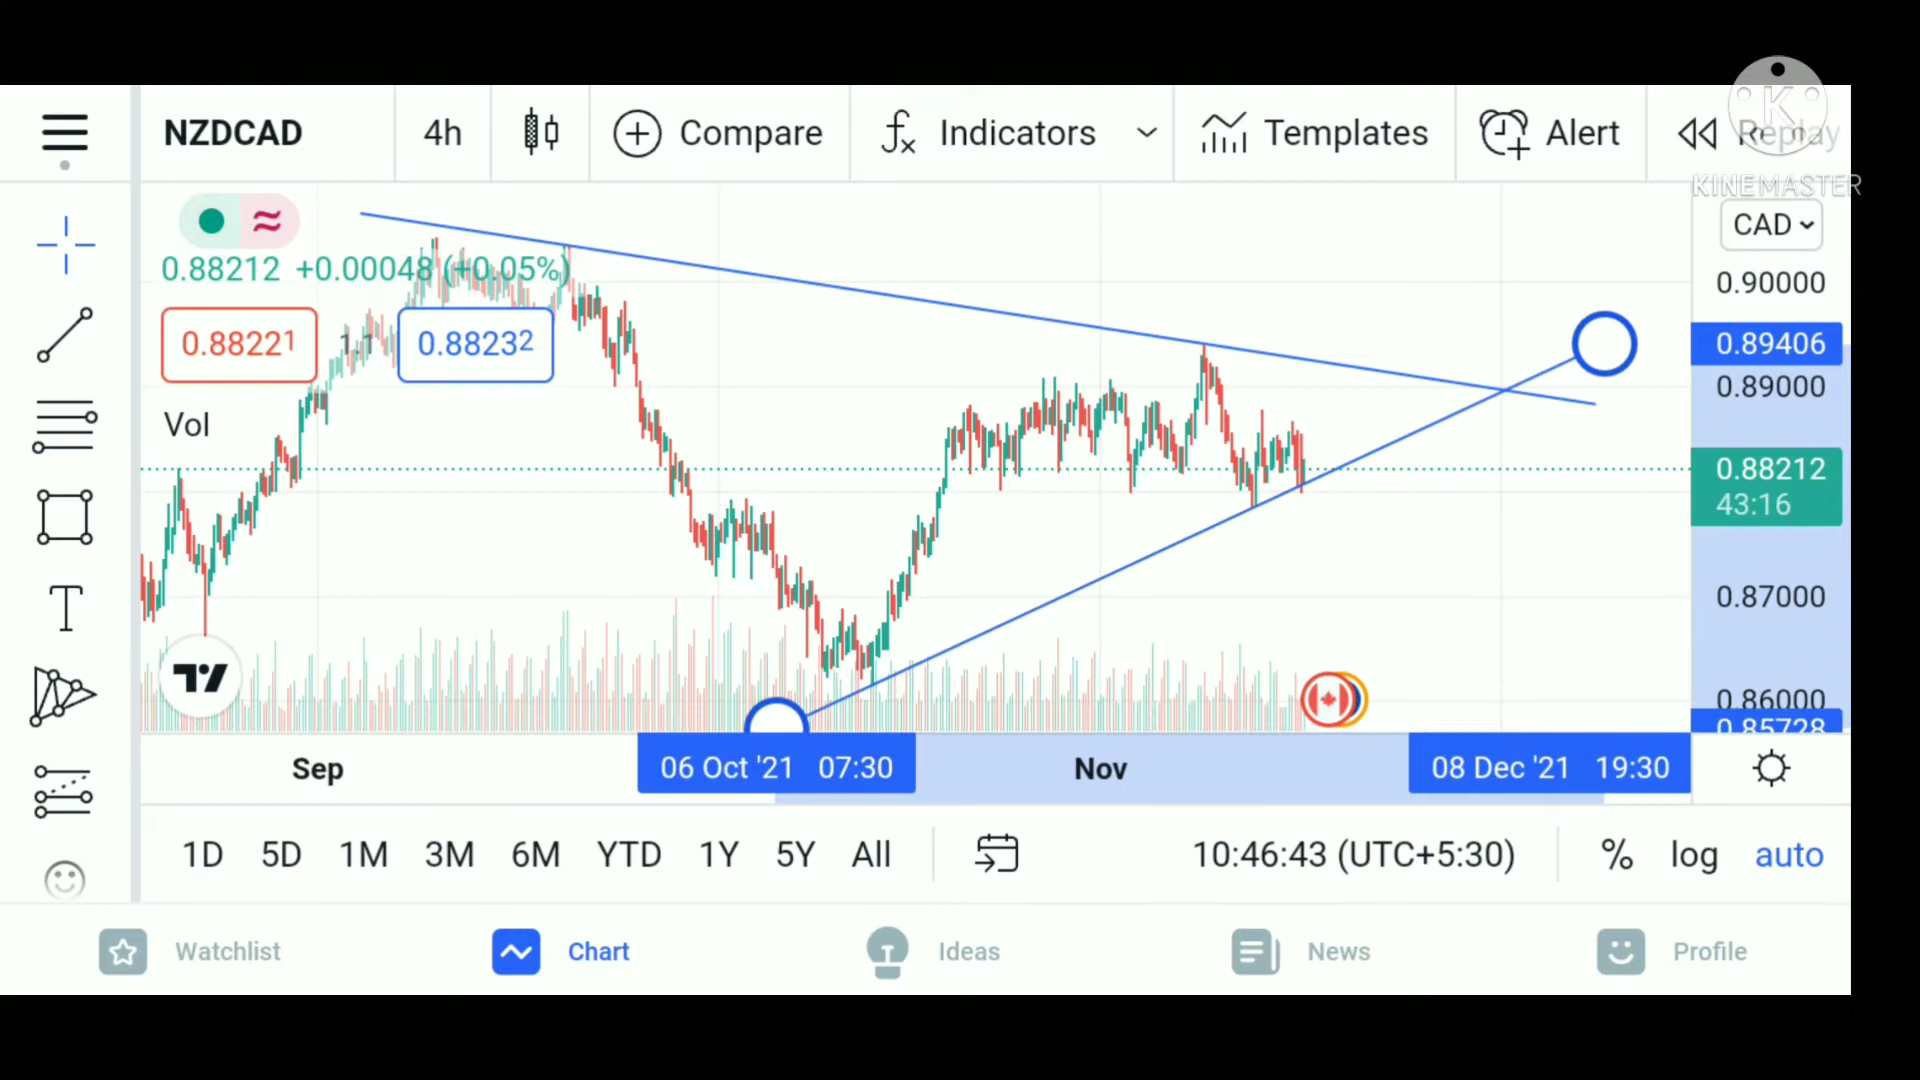 NZDCAD
4h
Compare
Indicators
Templates
Alert
Replay
K
KINEMASTER
CAD
0.88212 +0.00048 (+0.05%)
0.88221
1.1
0.88232
Vol
0.90000
0.89406
0.89000
0.88212
43:16
0.87000
0.86000
0.85728
Sep
06 Oct '21 07:30
Nov
08 Dec '21 19:30
1D 5D 1M 3M 6M YTD 1Y 5Y All
10:46:43 (UTC+5:30)
% log auto
Watchlist
Chart
Ideas
News
Profile